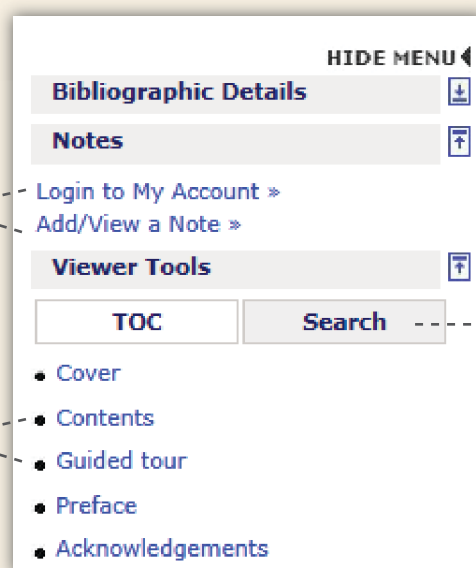 HIDE MENU
Bibliographic Details
Notes
Login to My Account »
Add/View a Note »
Viewer Tools
TOC Search
• Cover
• Contents
• Guided tour
• Preface
• Acknowledgements